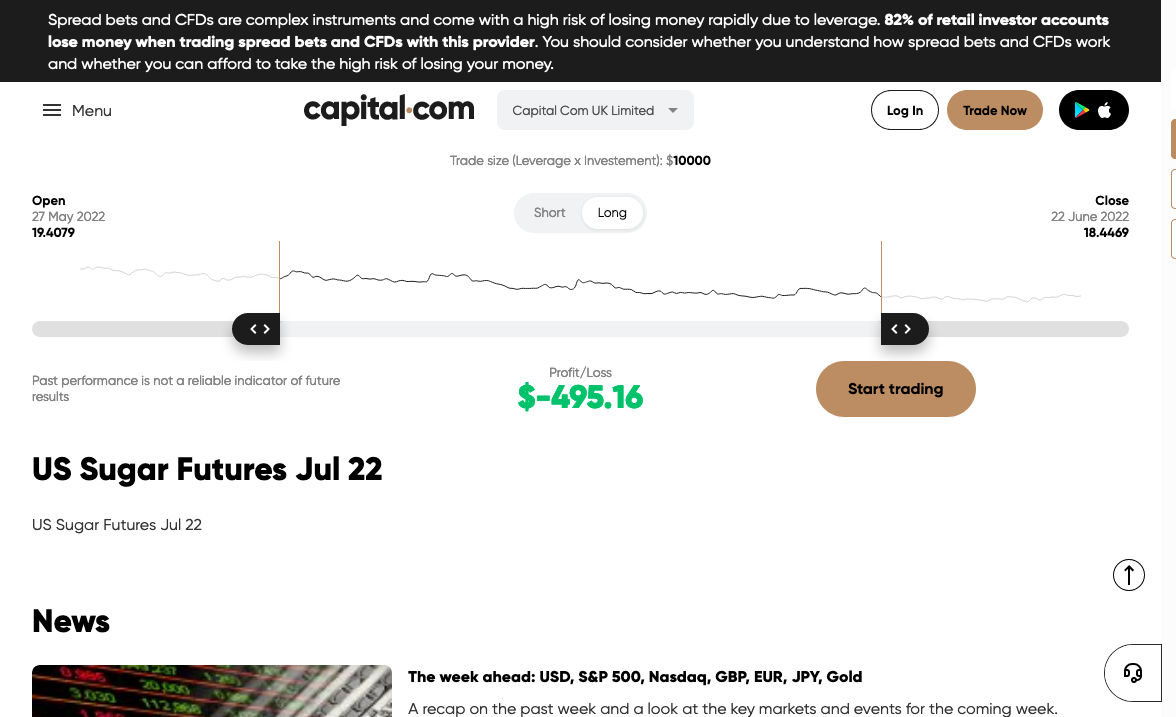 Spread bets and CFDs are complex instruments and come with a high risk of losing money rapidly due to leverage. 82% of retail investor accounts
lose money when trading spread bets and CFDs with this provider. You should consider whether you understand how spread bets and CFDs work
and whether you can afford to take the high risk of losing your money.
Menu
capital.com
Capital Com UK Limited
Log In
Trade Now
Trade size (Leverage x Investement): $10000
Open
27 May 2022
19.4079
Short
Long
Close
22 June 2022
18.4469
Past performance is not a reliable indicator of future
results
Profit/Loss
$-495.16
Start trading
US Sugar Futures Jul 22
US Sugar Futures Jul 22
News
3,030
20,000
The week ahead: USD, S&P 500, Nasdaq, GBP, EUR, JPY, Gold
A recap on the past week and a look at the key markets and events for the coming week.